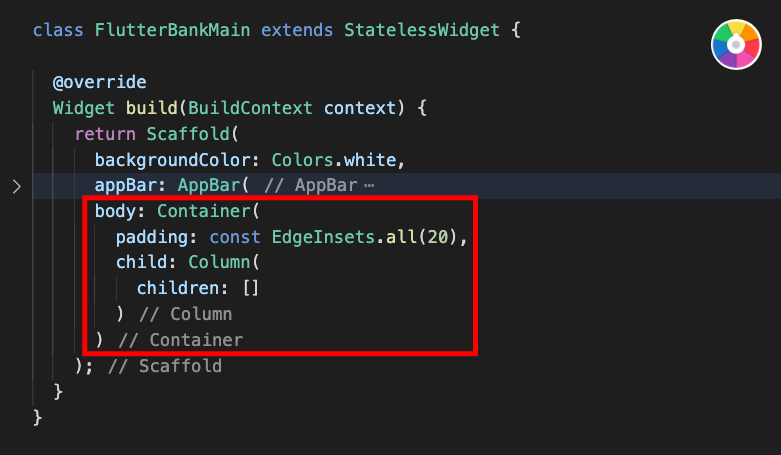 class FlutterBankMain extends StatelessWidget {
@override
Widget build(BuildContext context) {
return Scaffold(
backgroundColor: Colors.white,
appBar: AppBar( // AppBar ⋯
body: Container(
padding: const EdgeInsets.all(20),
child: Column(
children: []
) // Column
) // Container
); // Scaffold
}
}